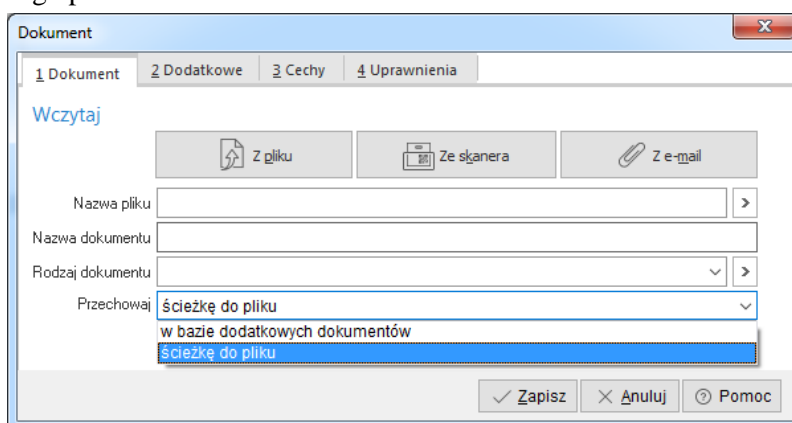 Dokument
1 Dokument 2 Dodatkowe 3 Cechy 4 Uprawnienia
Wczytaj
Z pliku Ze skanera Z e-mail
Nazwa pliku
Nazwa dokumentu
Rodzaj dokumentu
Przechowaj ścieżkę do pliku
w bazie dodatkowych dokumentów
ścieżkę do pliku
Zapisz Anuluj Pomoc